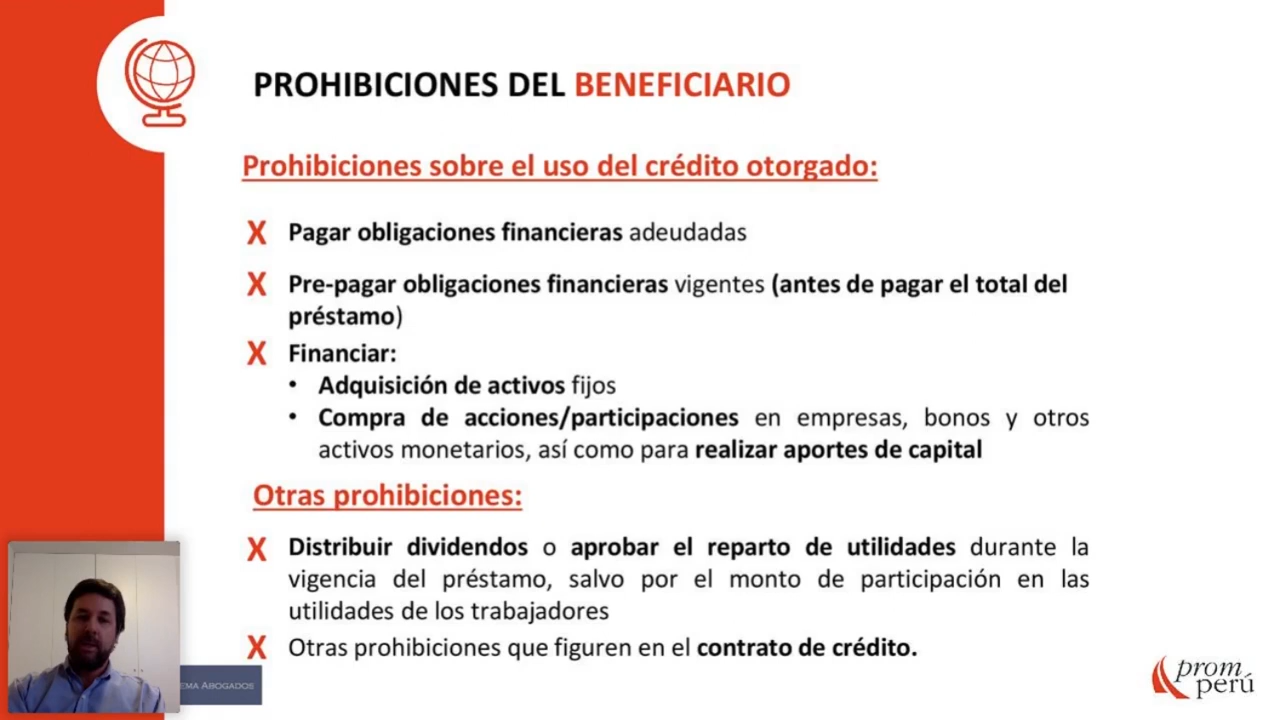 PROHIBICIONES DEL BENEFICIARIO
Prohibiciones sobre el uso del crédito otorgado:
X Pagar obligaciones financieras adeudadas
X Pre-pagar obligaciones financieras vigentes (antes de pagar el total del
préstamo)
X Financiar:
• Adquisición de activos fijos
• Compra de acciones/participaciones en empresas, bonos y otros
activos monetarios, así como para realizar aportes de capital
Otras prohibiciones:
X Distribuir dividendos o aprobar el reparto de utilidades durante la
vigencia del préstamo, salvo por el monto de participación en las
utilidades de los trabajadores
X Otras prohibiciones que figuren en el contrato de crédito.
ABOGADOS
prom
perú